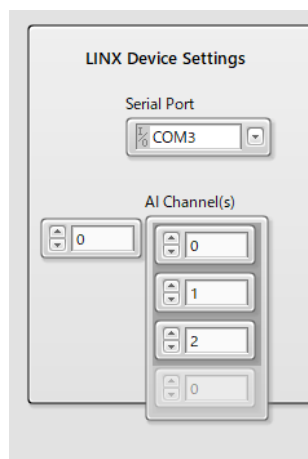 LINX Device Settings
Serial Port
I/O COM3
AI Channel(s)
0
0
1
2
0